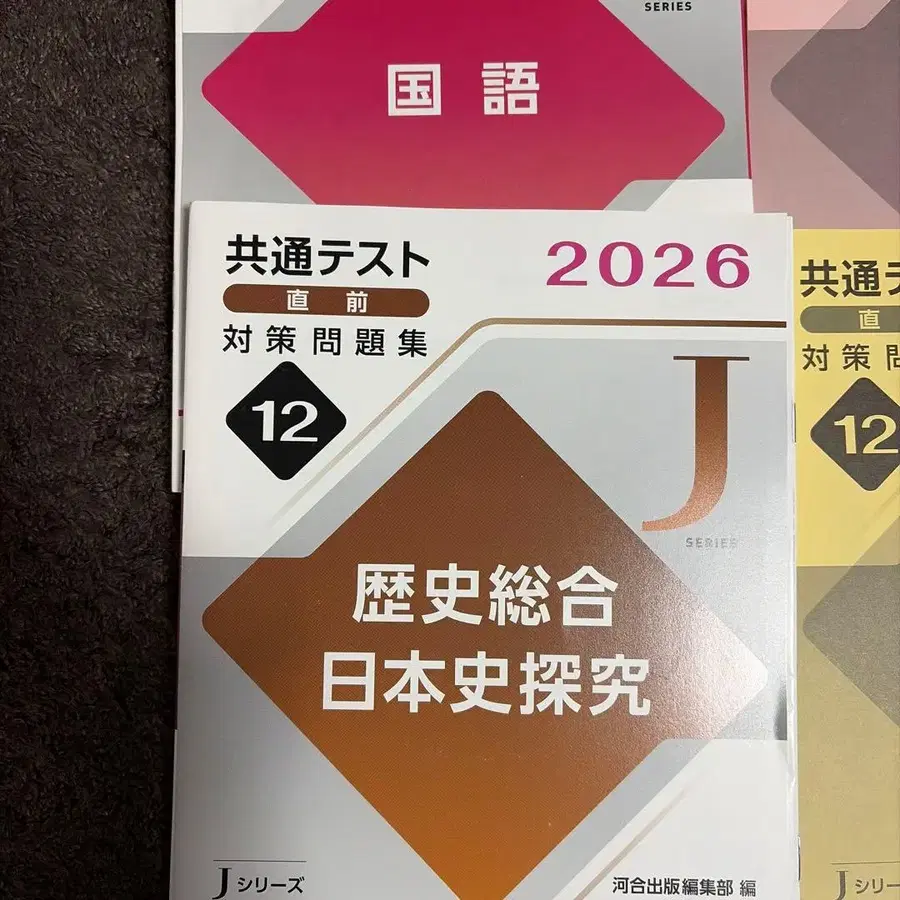 SERIES
国語
共通テスト
直前
対策問題集
12
2026
J
SERIES
歴史総合
日本史探究
Jシリーズ
河合出版編集部 編
共通テ
直
対策問
12
Jシリー